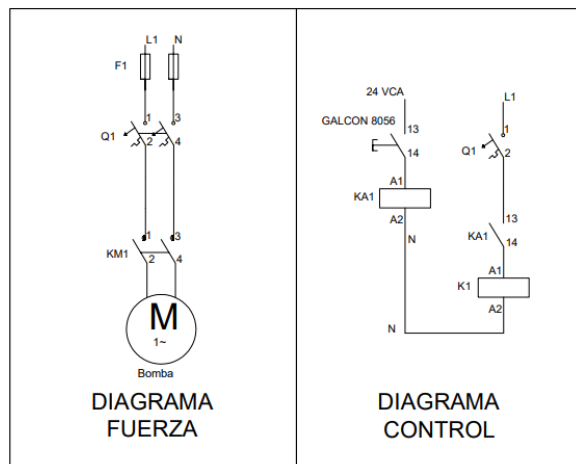 L1 N
F1
1 3
Q1
2 4
1 3
KM1
2 4
M
1~
Bomba
DIAGRAMA
FUERZA
24 VCA
L1
GALCON 8056
13
14
1
Q1
2
A1
KA1
A2
N
13
KA1
14
A1
K1
A2
N
DIAGRAMA
CONTROL